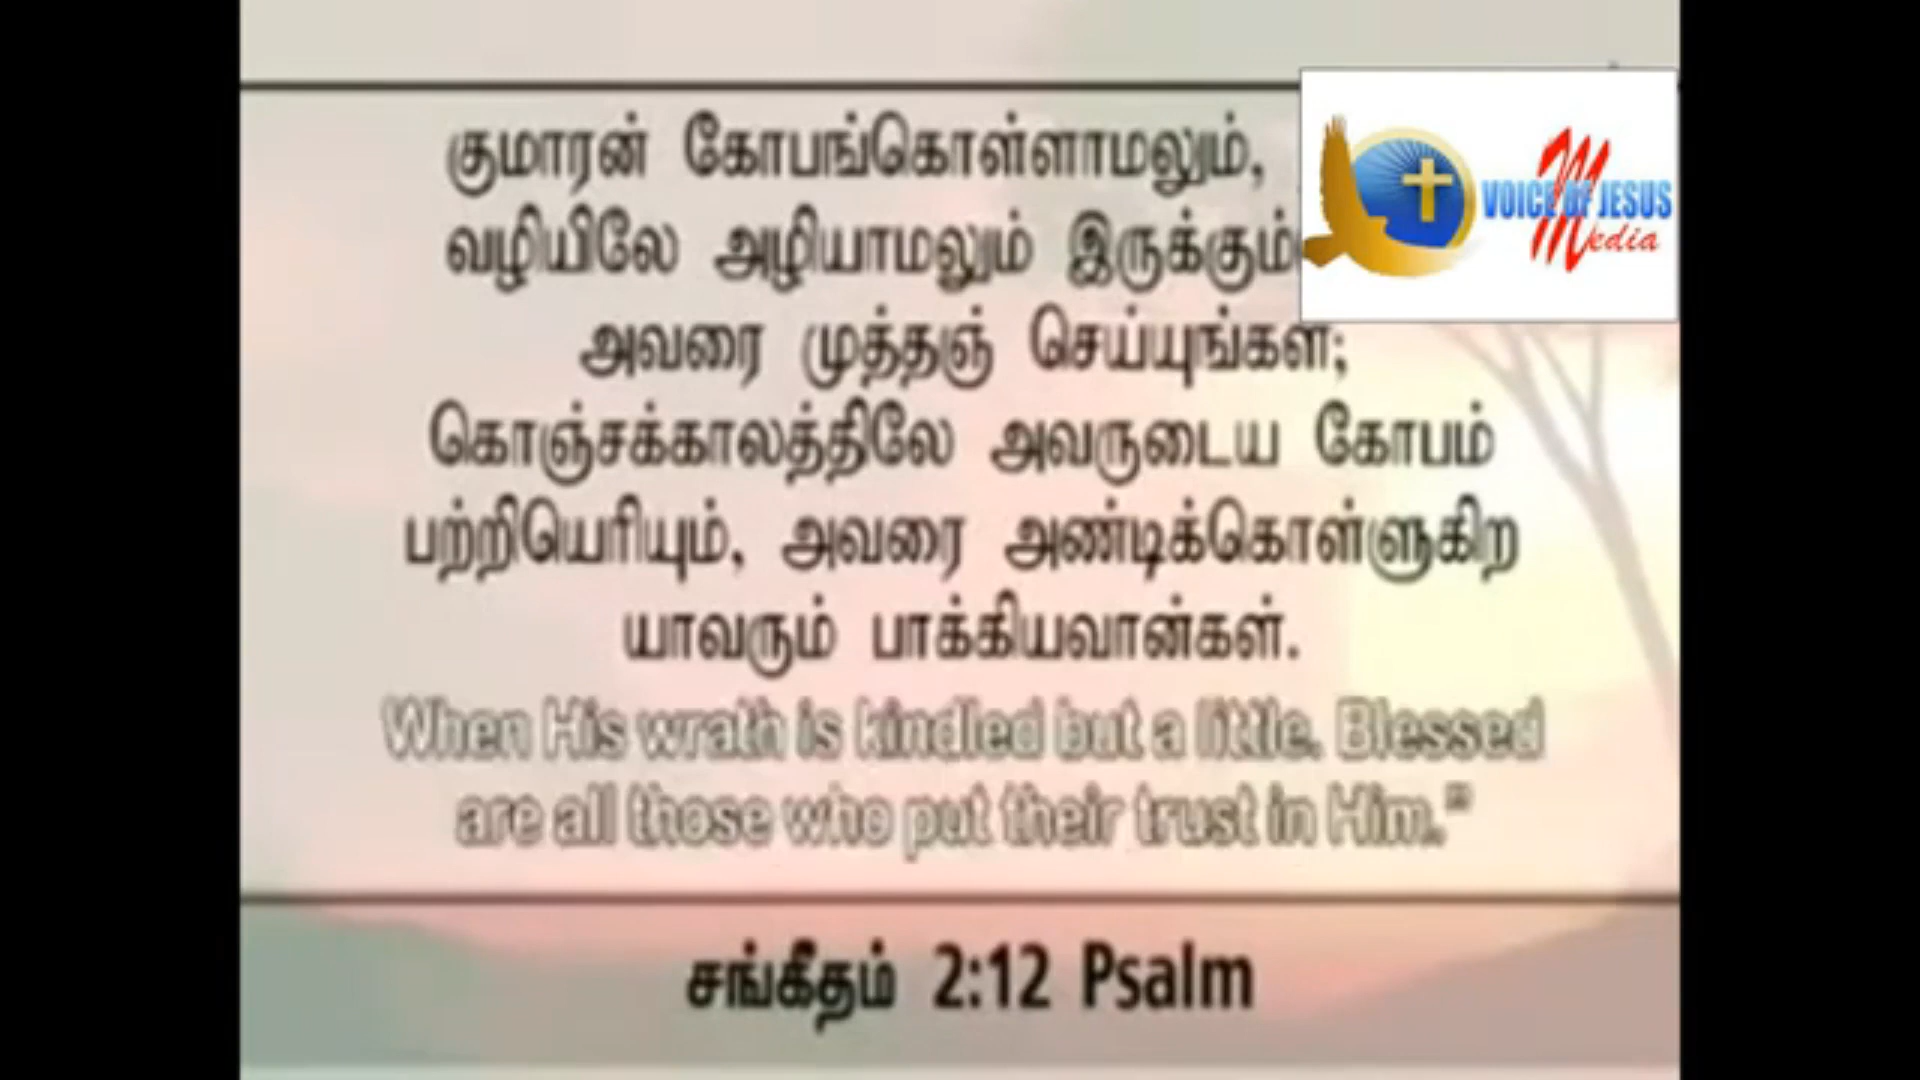 குமாரன் கோபங்கொள்ளாமலும்,
வழியிலே அழியாமலும் இருக்கும்
அவரை முத்தஞ் செய்யுங்கள்;
கொஞ்சக்காலத்திலே அவருடைய கோபம்
பற்றியெரியும், அவரை அண்டிக்கொள்ளுகிற
யாவரும் பாக்கியவான்கள்.
When His wrath is kindled but a little. Blessed
are all those who put their trust in Him."
சங்கீதம் 2:12 Psalm
VOICE OF JESUS
Media